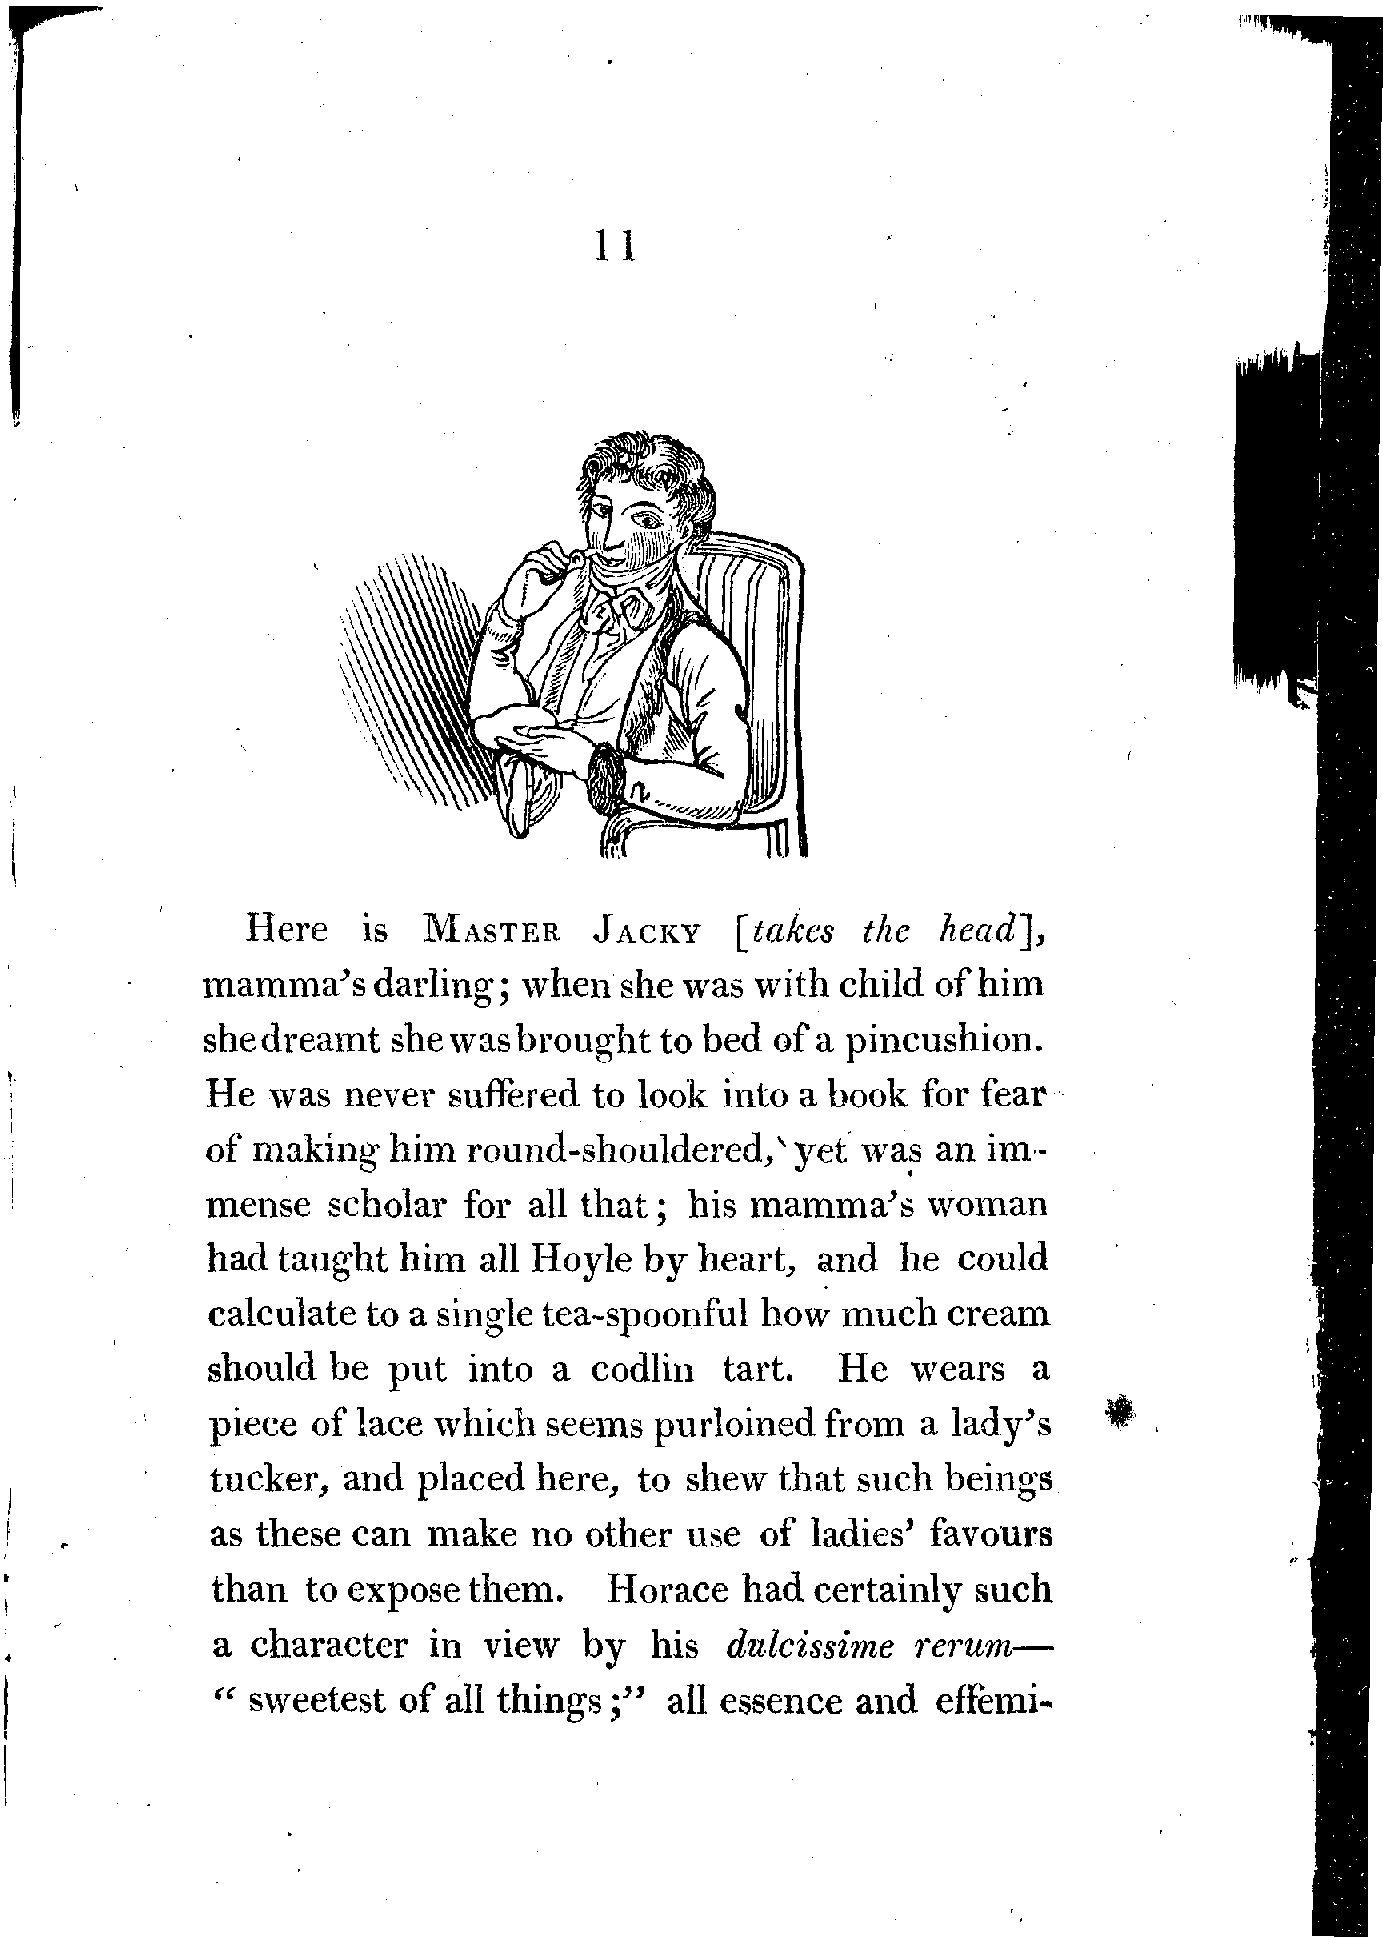 11
Here is MASTER JACKY [takes the head],
mamma's darling; when she was with child of him
she dreamt she was brought to bed of a pincushion.
He was never suffered to look into a book for fear
of making him round-shouldered, yet was an im-
mense scholar for all that; his mamma's woman
had taught him all Hoyle by heart, and he could
calculate to a single tea-spoonful how much cream
should be put into a codlin tart. He wears a
piece of lace which seems purloined from a lady's
tucker, and placed here, to shew that such beings
as these can make no other use of ladies' favours
than to expose them. Horace had certainly such
a character in view by his dulcissime rerum—
"sweetest of all things;" all essence and effemi-